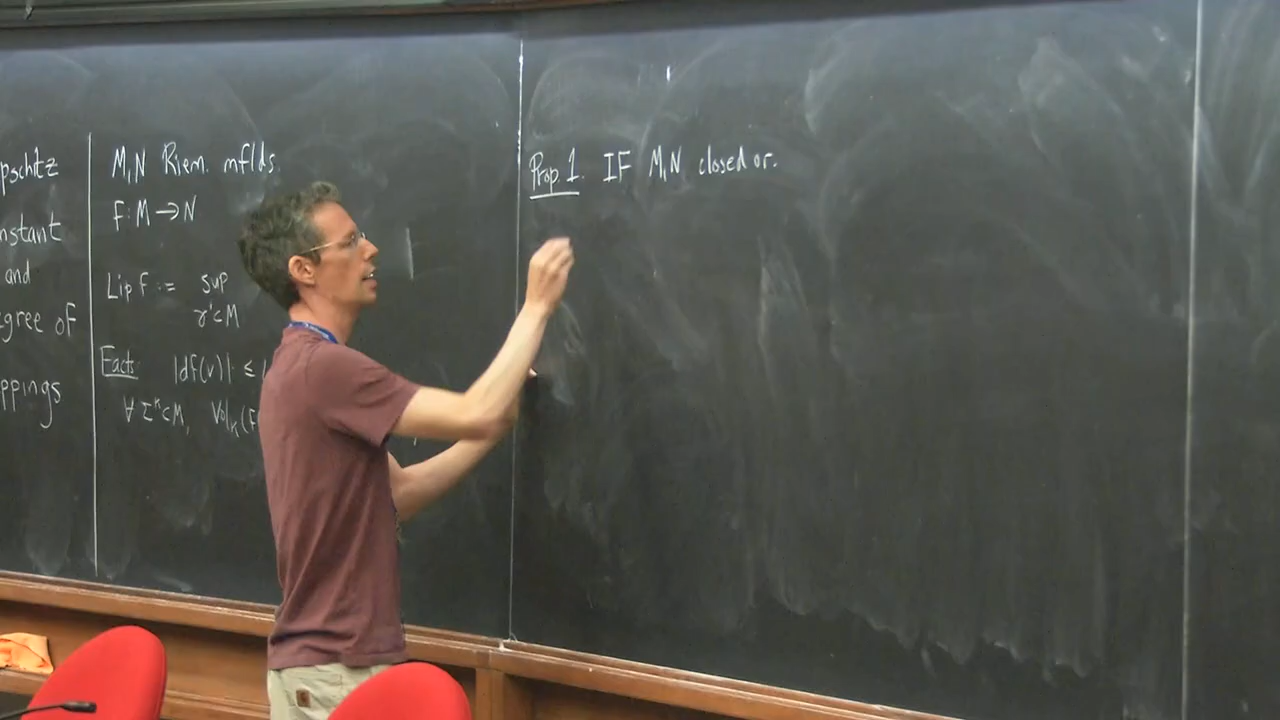 pschitz
nstant
and
gree of
ppings
M,N Riem. mflds.
f: M → N
Lip f := sup
γ¹⊂M
Facts: |df(v)| ≤
∀ Σᵏ⊂M, Volₖ(f
Prop 1. IF M,N closed or.